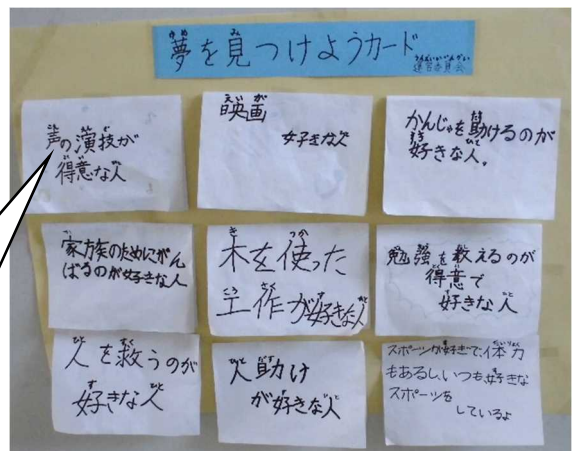 夢を見つけようカード
運営委員会
声の演技が
得意な人
映画
好きな人
かんじゃを助けるのが
好きな人。
家族のためにがん
ばるのが好きな人
木を使った
工作が好きな人
勉強を教えるのが
得意で
好きな人
人を救うのが
好きな人
人助け
が好きな人
スポーツが好きで、体力
もあるし、いつも好きな
スポーツを
しているよ